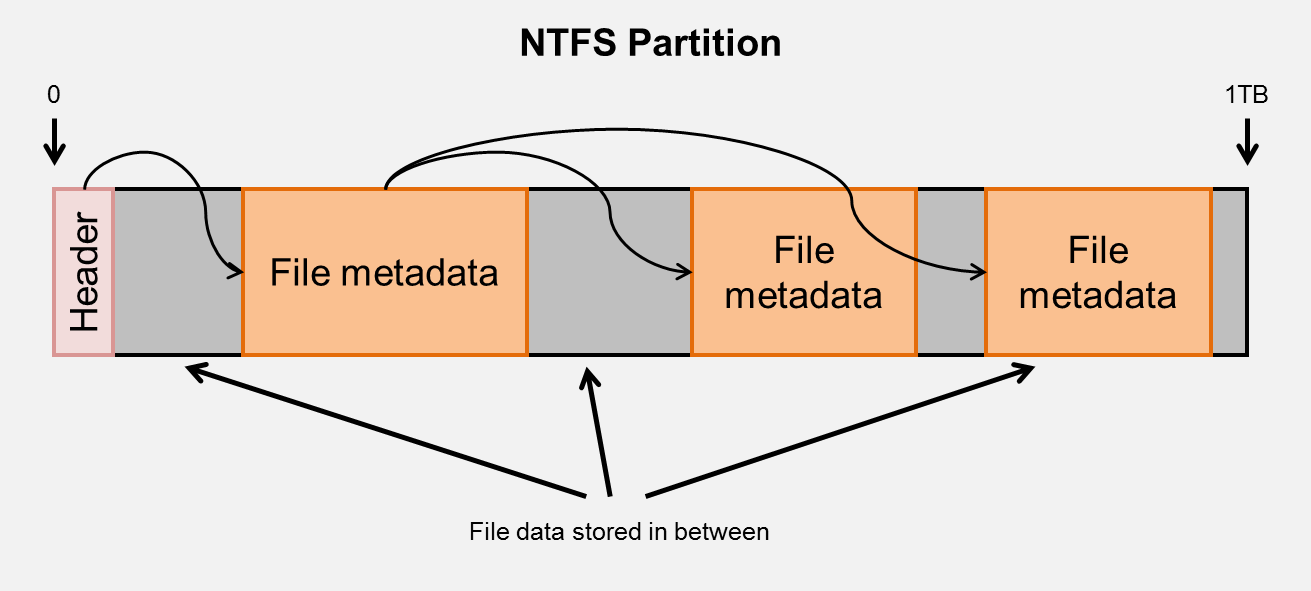 NTFS Partition
0
1TB
Header
File metadata
File
metadata
File
metadata
File data stored in between